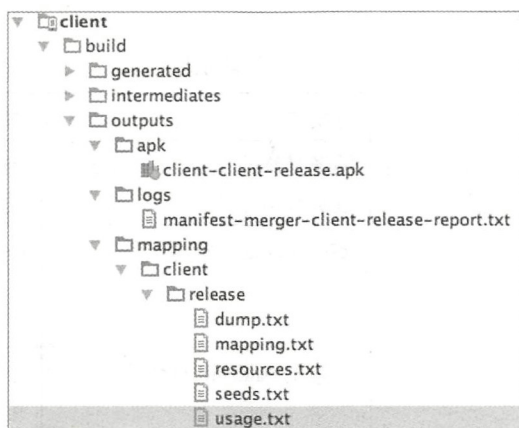 client
build
generated
intermediates
outputs
apk
client-client-release.apk
logs
manifest-merger-client-release-report.txt
mapping
client
release
dump.txt
mapping.txt
resources.txt
seeds.txt
usage.txt